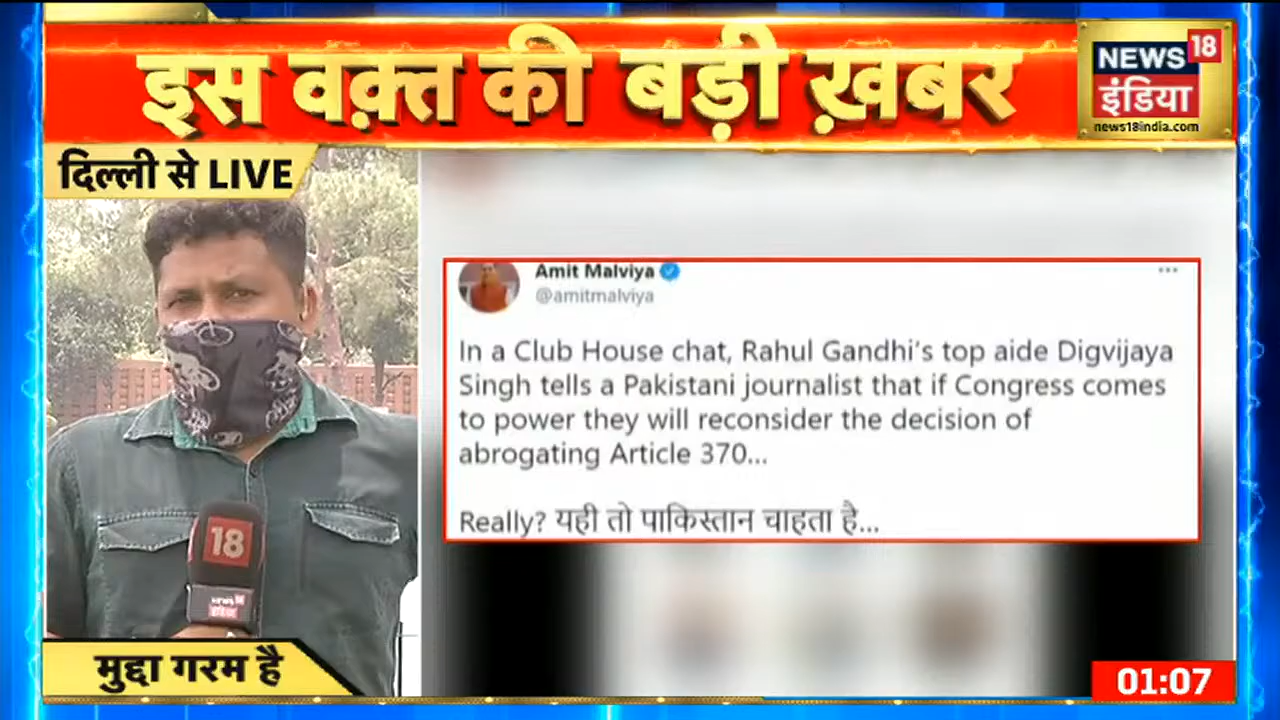 इस वक़्त की बड़ी ख़बर
NEWS 18
इंडिया
news18india.com
दिल्ली से LIVE
Amit Malviya
@amitmalviya
In a Club House chat, Rahul Gandhi's top aide Digvijaya
Singh tells a Pakistani journalist that if Congress comes
to power they will reconsider the decision of
abrogating Article 370...
Really? यही तो पाकिस्तान चाहता है...
18
NEWS 18
इंडिया
मुद्दा गरम है
01:07